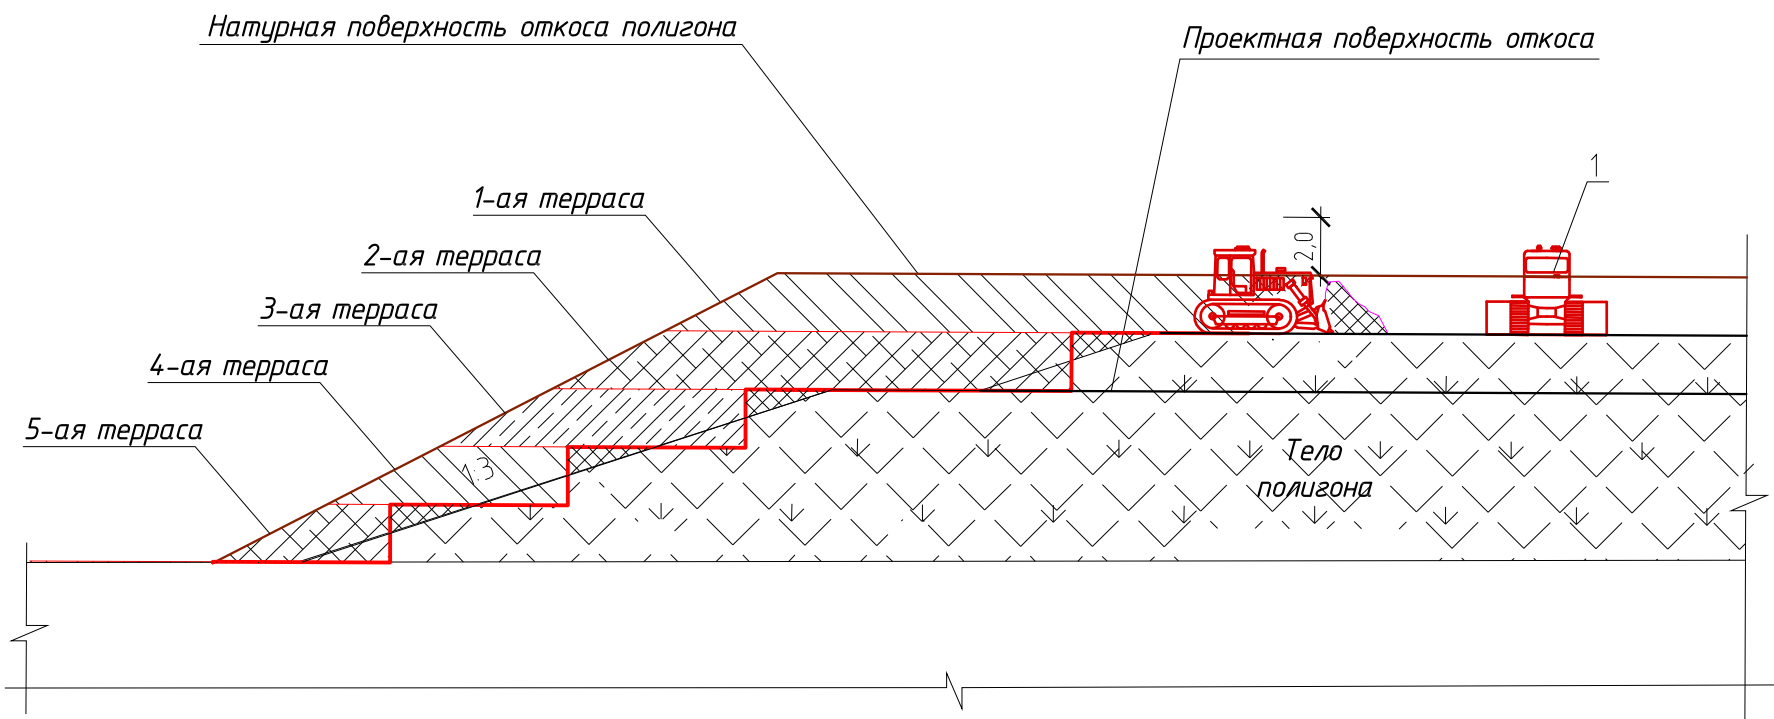 Натурная поверхность откоса полигона
Проектная поверхность откоса
1
1-ая терраса
2,0
2-ая терраса
3-ая терраса
4-ая терраса
5-ая терраса
1:3
Тело
полигона